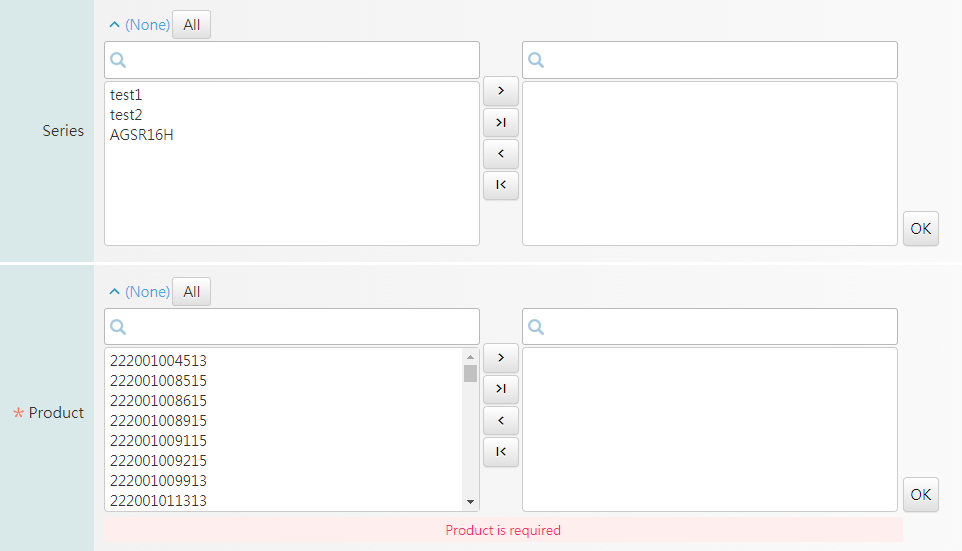 (None) All
Series
test1
test2
AGSR16H
>
>I
<
I<
OK
(None) All
* Product
222001004513
222001008515
222001008615
222001008915
222001009115
222001009215
222001009913
222001011313
>
>I
<
I<
OK
Product is required